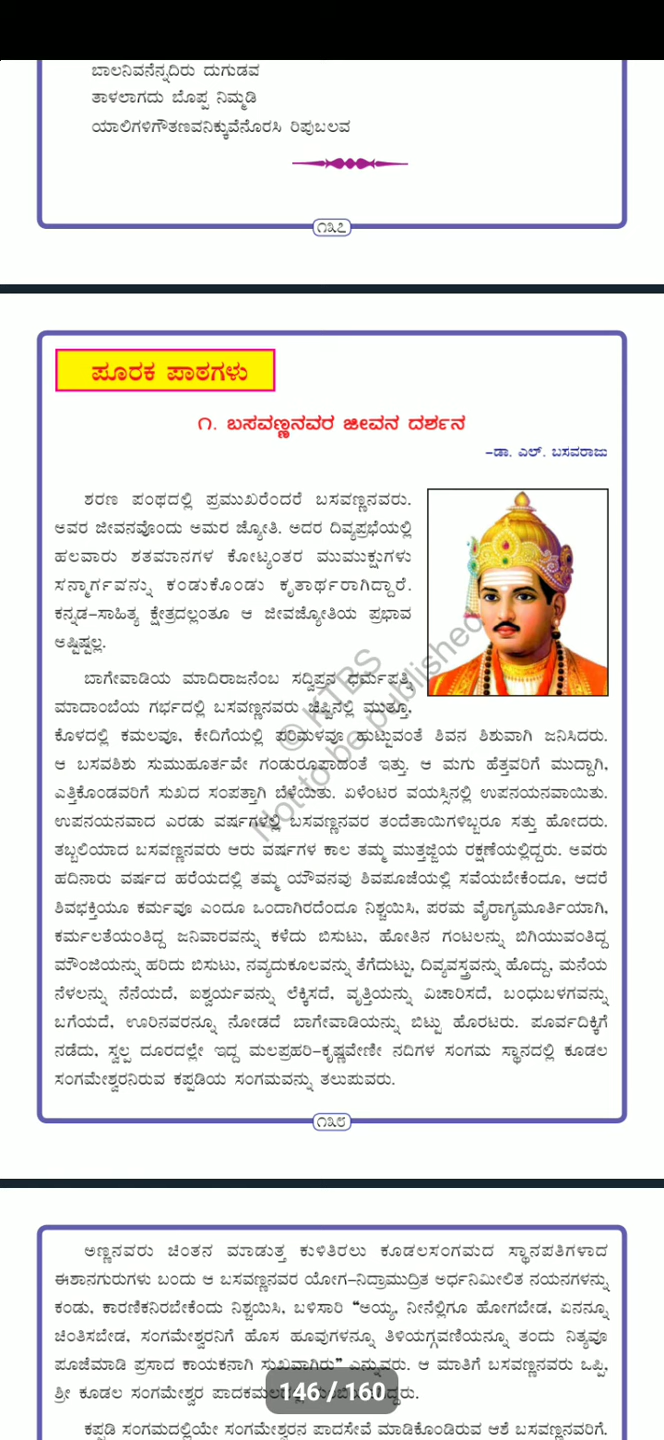 ಬಾಲನಿವನೆನ್ನದಿರು ದುಗುಡವ
ತಾಳಲಾಗದು ಬೊಪ್ಪ ನಿಮ್ಮಡಿ
ಯಾಲಿಗಳಿಗೌತಣವನಿಕ್ಕುವೆನೊರಸಿ ರಿಪುಬಲವ
೧೩೭
ಪೂರಕ ಪಾಠಗಳು
೧. ಬಸವಣ್ಣನವರ ಜೀವನ ದರ್ಶನ
–ಡಾ. ಎಲ್. ಬಸವರಾಜು
ಶರಣ ಪಂಥದಲ್ಲಿ ಪ್ರಮುಖರೆಂದರೆ ಬಸವಣ್ಣನವರು.
ಅವರ ಜೀವನವೊಂದು ಅಮರ ಜ್ಯೋತಿ. ಅದರ ದಿವ್ಯಪ್ರಭೆಯಲ್ಲಿ
ಹಲವಾರು ಶತಮಾನಗಳ ಕೋಟ್ಯಂತರ ಮುಮುಕ್ಷುಗಳು
ಸನ್ಮಾರ್ಗವನ್ನು ಕಂಡುಕೊಂಡು ಕೃತಾರ್ಥರಾಗಿದ್ದಾರೆ.
ಕನ್ನಡ–ಸಾಹಿತ್ಯ ಕ್ಷೇತ್ರದಲ್ಲಂತೂ ಆ ಜೀವಜ್ಯೋತಿಯ ಪ್ರಭಾವ
ಅಷ್ಟಿಷ್ಟಲ್ಲ.
ಬಾಗೇವಾಡಿಯ ಮಾದಿರಾಜನೆಂಬ ಸದ್ವಿಪ್ರನ ಧರ್ಮಪತ್ನಿ
ಮಾದಾಂಬೆಯ ಗರ್ಭದಲ್ಲಿ ಬಸವಣ್ಣನವರು ಚಿಪ್ಪಿನಲ್ಲಿ ಮುತ್ತೂ,
ಕೊಳದಲ್ಲಿ ಕಮಲವೂ, ಕೇದಿಗೆಯಲ್ಲಿ ಪರಿಮಳವೂ ಹುಟ್ಟುವಂತೆ ಶಿವನ ಶಿಶುವಾಗಿ ಜನಿಸಿದರು.
ಆ ಬಸವಶಿಶು ಸುಮುಹೂರ್ತವೇ ಗಂಡುರೂಪಾದಂತೆ ಇತ್ತು. ಆ ಮಗು ಹೆತ್ತವರಿಗೆ ಮುದ್ದಾಗಿ,
ಎತ್ತಿಕೊಂಡವರಿಗೆ ಸುಖದ ಸಂಪತ್ತಾಗಿ ಬೆಳೆಯಿತು. ಏಳೆಂಟರ ವಯಸ್ಸಿನಲ್ಲಿ ಉಪನಯನವಾಯಿತು.
ಉಪನಯನವಾದ ಎರಡು ವರ್ಷಗಳಲ್ಲಿ ಬಸವಣ್ಣನವರ ತಂದೆತಾಯಿಗಳಿಬ್ಬರೂ ಸತ್ತು ಹೋದರು.
ತಬ್ಬಲಿಯಾದ ಬಸವಣ್ಣನವರು ಆರು ವರ್ಷಗಳ ಕಾಲ ತಮ್ಮ ಮುತ್ತಜ್ಜಿಯ ರಕ್ಷಣೆಯಲ್ಲಿದ್ದರು. ಅವರು
ಹದಿನಾರು ವರ್ಷದ ಹರೆಯದಲ್ಲಿ ತಮ್ಮ ಯೌವನವು ಶಿವಪೂಜೆಯಲ್ಲಿ ಸವೆಯಬೇಕೆಂದೂ, ಆದರೆ
ಶಿವಭಕ್ತಿಯೂ ಕರ್ಮವೂ ಎಂದೂ ಒಂದಾಗಿರದೆಂದೂ ನಿಶ್ಚಯಿಸಿ, ಪರಮ ವೈರಾಗ್ಯಮೂರ್ತಿಯಾಗಿ,
ಕರ್ಮಲತೆಯಂತಿದ್ದ ಜನಿವಾರವನ್ನು ಕಳೆದು ಬಿಸುಟು, ಹೋತಿನ ಗಂಟಲನ್ನು ಬಿಗಿಯುವಂತಿದ್ದ
ಮೌಂಜಿಯನ್ನು ಹರಿದು ಬಿಸುಟು, ನವ್ಯದುಕೂಲವನ್ನು ತೆಗೆದುಟ್ಟು, ದಿವ್ಯವಸ್ತ್ರವನ್ನು ಹೊದ್ದು, ಮನೆಯ
ನೆಳಲನ್ನು ನೆನೆಯದೆ, ಐಶ್ವರ್ಯವನ್ನು ಲೆಕ್ಕಿಸದೆ, ವೃತ್ತಿಯನ್ನು ವಿಚಾರಿಸದೆ, ಬಂಧುಬಳಗವನ್ನು
ಬಗೆಯದೆ, ಊರಿನವರನ್ನೂ ನೋಡದೆ ಬಾಗೇವಾಡಿಯನ್ನು ಬಿಟ್ಟು ಹೊರಟರು. ಪೂರ್ವದಿಕ್ಕಿಗೆ
ನಡೆದು, ಸ್ವಲ್ಪ ದೂರದಲ್ಲೇ ಇದ್ದ ಮಲಪ್ರಹರಿ–ಕೃಷ್ಣವೇಣೀ ನದಿಗಳ ಸಂಗಮ ಸ್ಥಾನದಲ್ಲಿ ಕೂಡಲ
ಸಂಗಮೇಶ್ವರನಿರುವ ಕಪ್ಪಡಿಯ ಸಂಗಮವನ್ನು ತಲುಪುವರು.
© KTBS
Not to be published
೧೩೮
ಅಣ್ಣನವರು ಚಿಂತನ ಮಾಡುತ್ತ ಕುಳಿತಿರಲು ಕೂಡಲಸಂಗಮದ ಸ್ಥಾನಪತಿಗಳಾದ
ಈಶಾನಗುರುಗಳು ಬಂದು ಆ ಬಸವಣ್ಣನವರ ಯೋಗ–ನಿದ್ರಾಮುದ್ರಿತ ಅರ್ಧನಿಮೀಲಿತ ನಯನಗಳನ್ನು
ಕಂಡು, ಕಾರಣಿಕನಿರಬೇಕೆಂದು ನಿಶ್ಚಯಿಸಿ, ಬಳಿಸಾರಿ “ಅಯ್ಯ, ನೀನೆಲ್ಲಿಗೂ ಹೋಗಬೇಡ, ಏನನ್ನೂ
ಚಿಂತಿಸಬೇಡ, ಸಂಗಮೇಶ್ವರನಿಗೆ ಹೊಸ ಹೂವುಗಳನ್ನೂ ತಿಳಿಯಗ್ಗವಣಿಯನ್ನೂ ತಂದು ನಿತ್ಯವೂ
ಪೂಜೆಮಾಡಿ ಪ್ರಸಾದ ಕಾಯಕನಾಗಿ ಸುಖವಾಗಿರು” ಎನ್ನುವರು. ಆ ಮಾತಿಗೆ ಬಸವಣ್ಣನವರು ಒಪ್ಪಿ,
ಶ್ರೀ ಕೂಡಲ ಸಂಗಮೇಶ್ವರ
146 / 160
ಕಪ್ಪಡಿ ಸಂಗಮದಲ್ಲಿಯೇ ಸಂಗಮೇಶ್ವರನ ಪಾದಸೇವೆ ಮಾಡಿಕೊಂಡಿರುವ ಆಶೆ ಬಸವಣ್ಣನವರಿಗೆ.